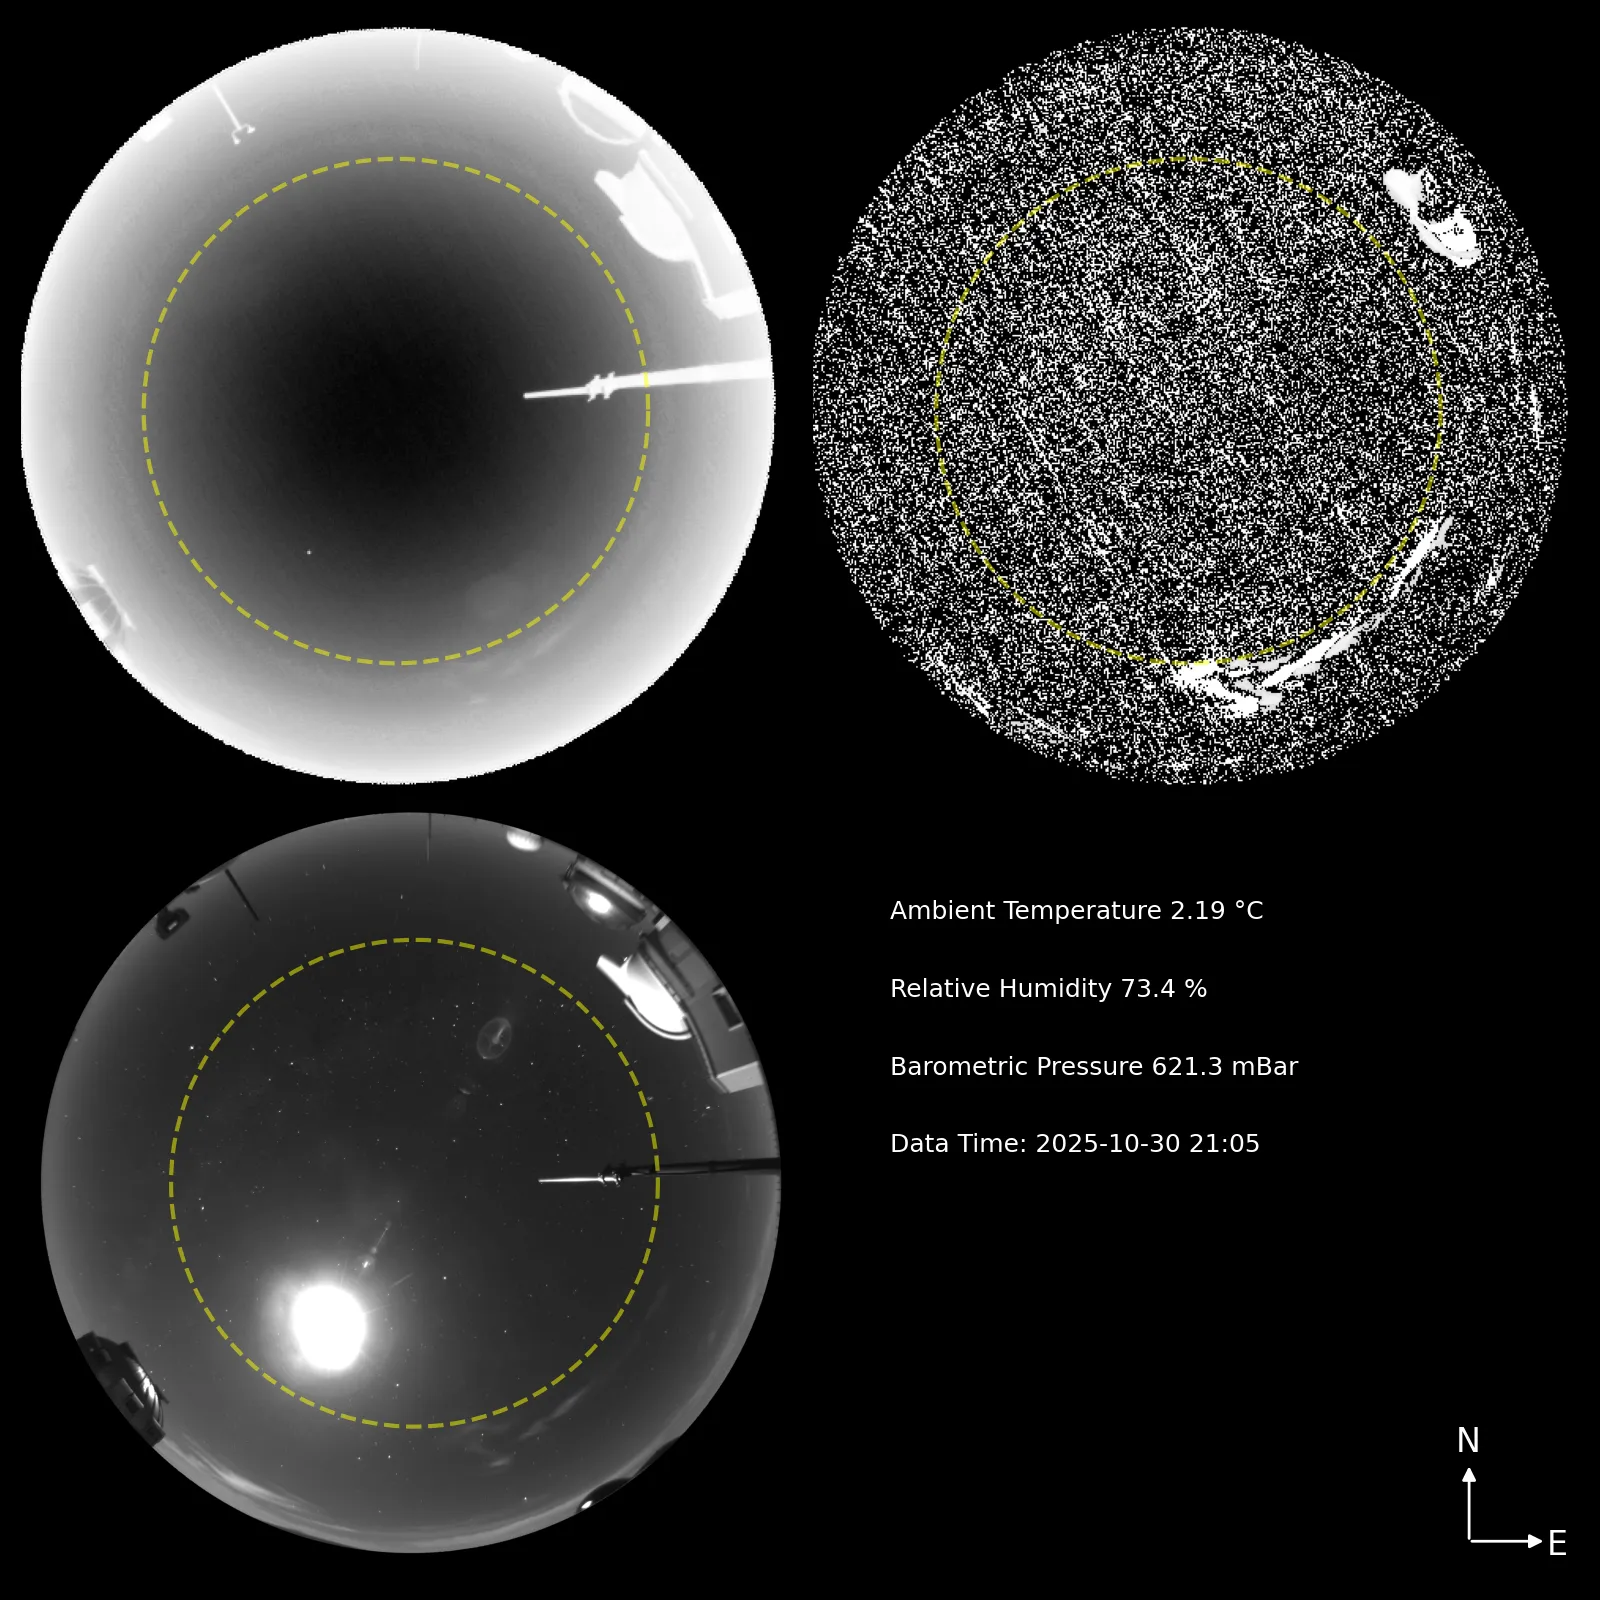 Ambient Temperature 2.19 °C
Relative Humidity 73.4 %
Barometric Pressure 621.3 mBar
Data Time: 2025-10-30 21:05
N
E